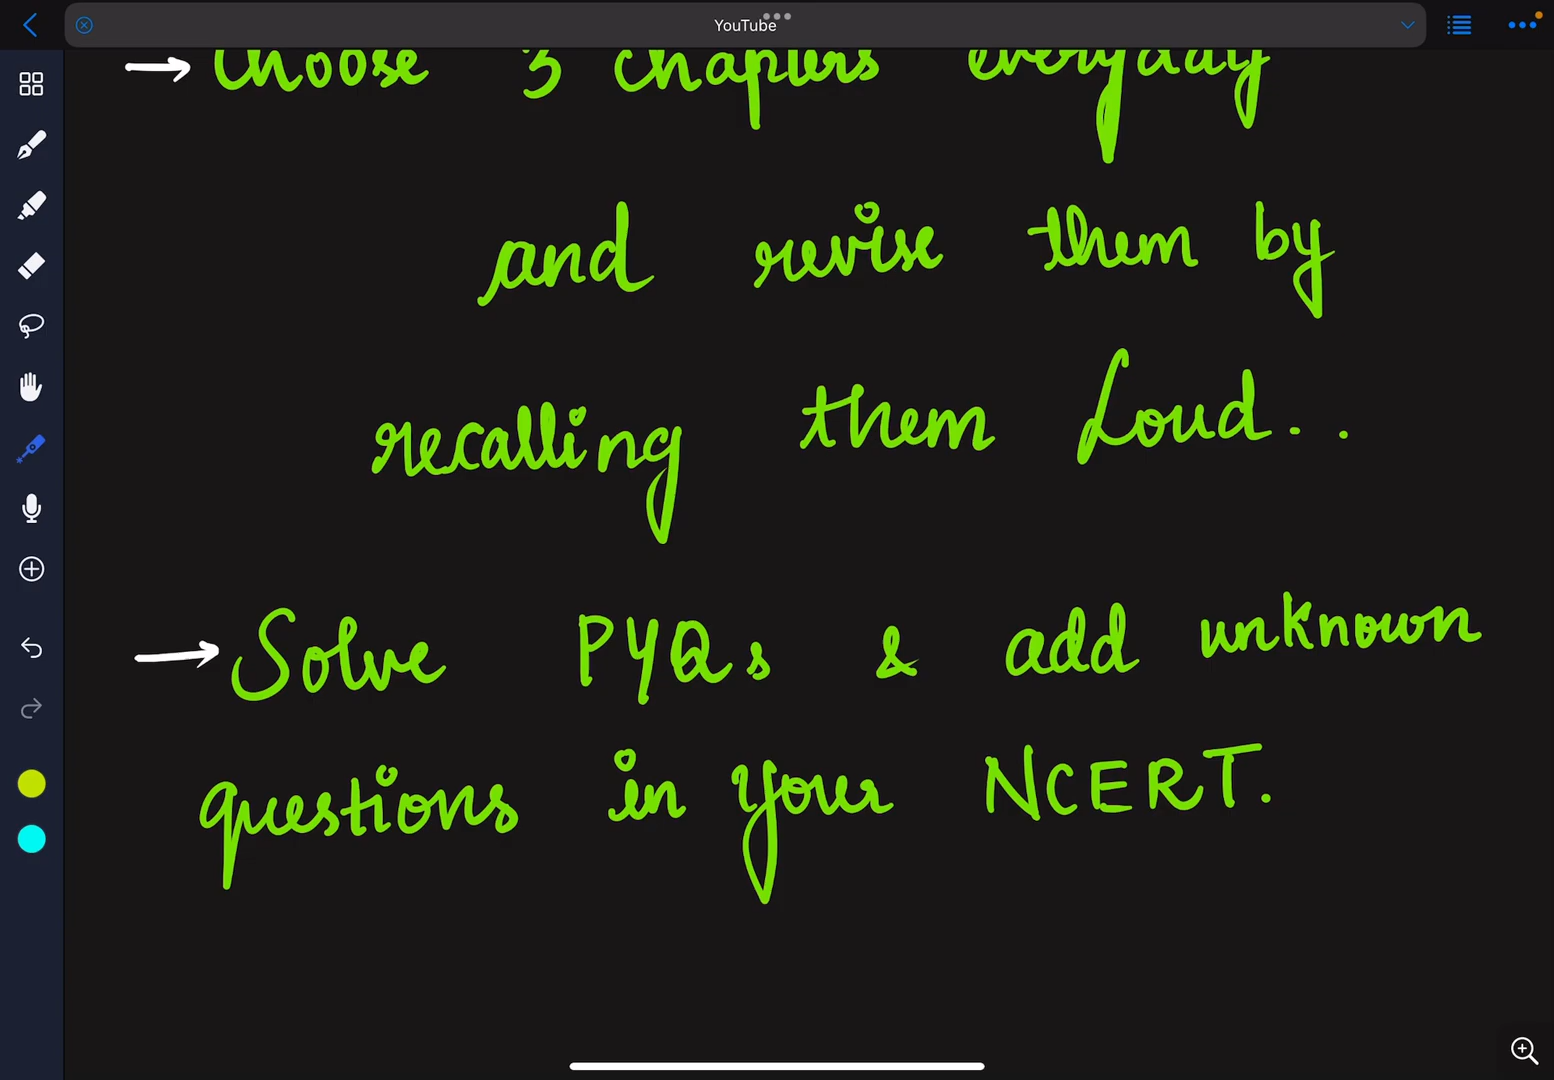 YouTube
→ Choose 3 chapters everyday
and revise them by
recalling them Loud..
→ Solve PYQs & add unknown
questions in your NCERT.